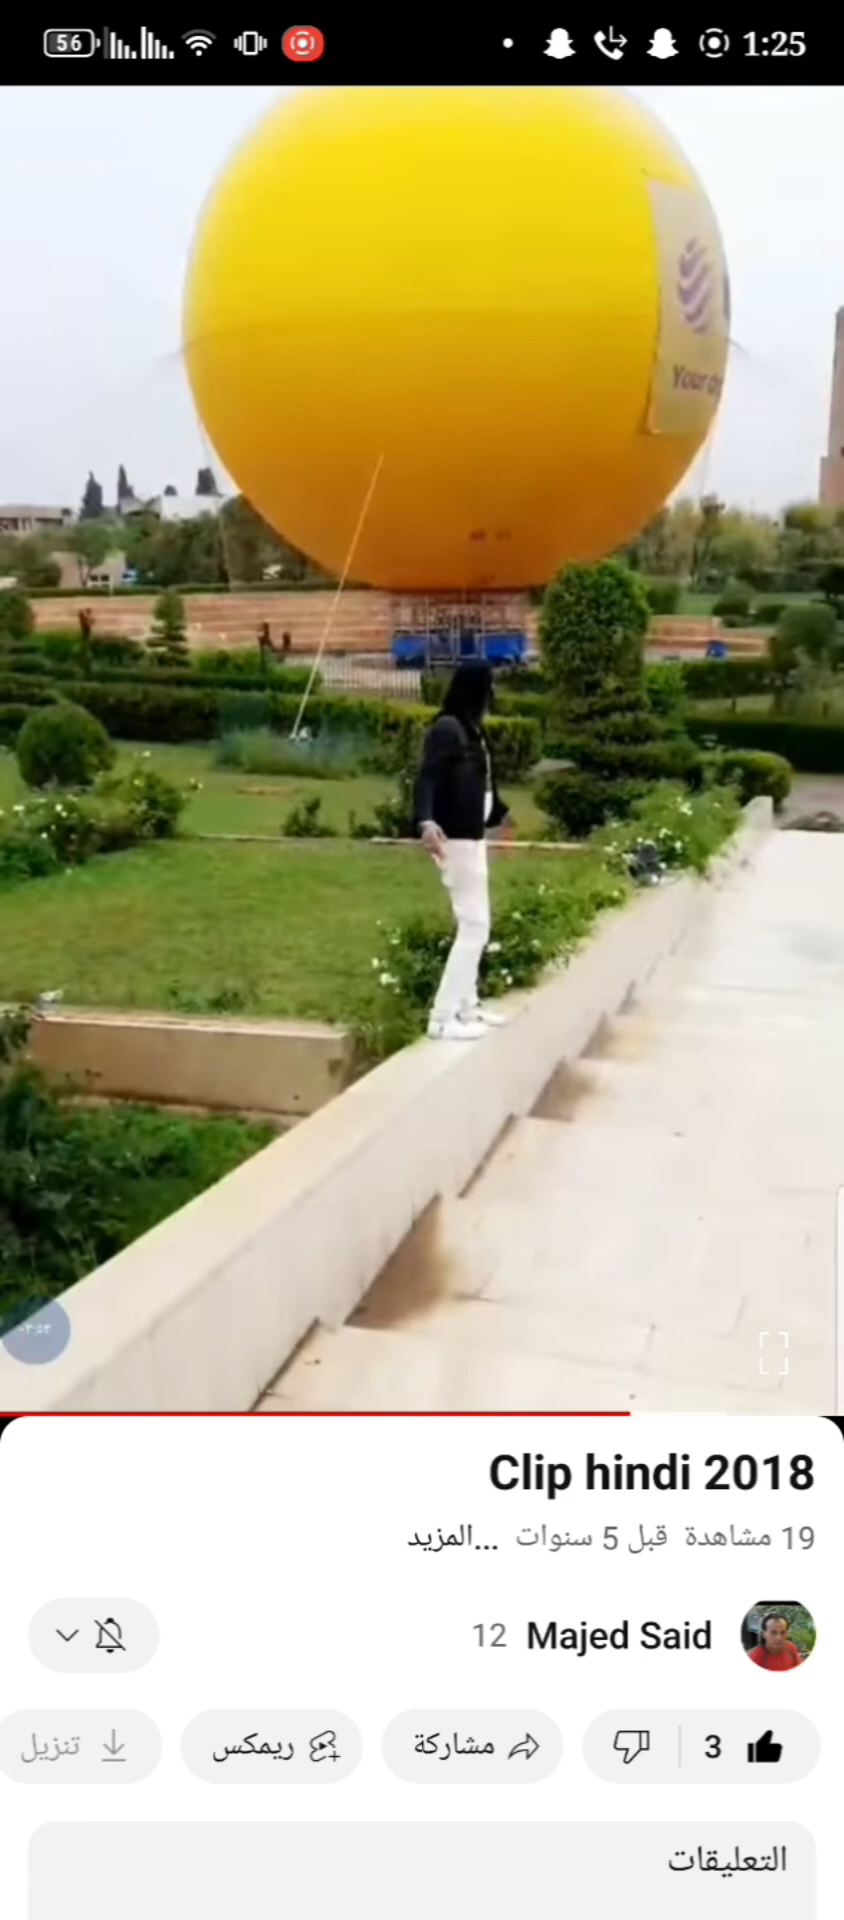 56
1:25
Your
Clip hindi 2018
19 مشاهدة قبل 5 سنوات ...المزيد
Majed Said 12
3
مشاركة
ريمكس
تنزيل
التعليقات